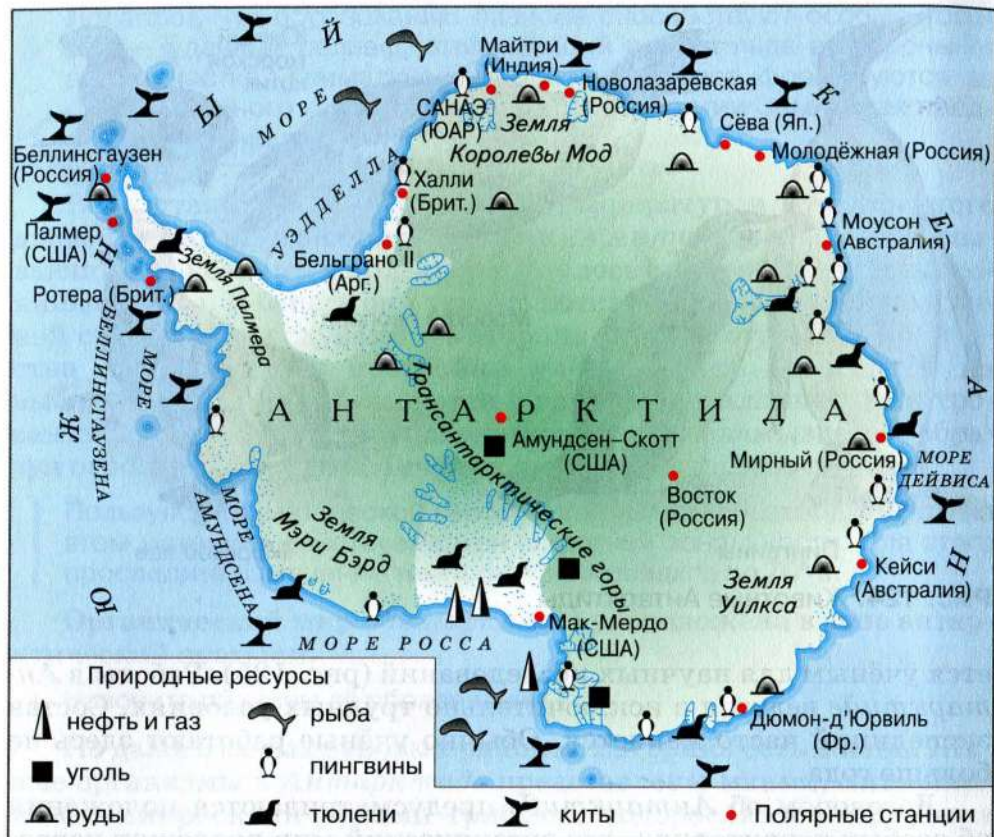 Майтри
(Индия)
Новолазаревская
(Россия)
САНАЭ
(ЮАР)
Земля
Королевы Мод
Сёва (Яп.)
Молодёжная (Россия)
МОРЕ
УЭДДЕЛЛА
Беллинсгаузен
(Россия)
Халли
(Брит.)
Палмер
(США)
Моусон
(Австралия)
Бельграно II
(Арг.)
Земля Палмера
Ротера (Брит.)
МОРЕ
БЕЛЛИНСГАУЗЕНА
Трансантарктические горы
АНТАРКТИДА
Амундсен–Скотт
(США)
Мирный (Россия)
МОРЕ
ДЕЙВИСА
Восток
(Россия)
МОРЕ
АМУНДСЕНА
Земля
Мэри Бэрд
Земля
Уилкса
Кейси
(Австралия)
МОРЕ РОССА
Мак-Мердо
(США)
Дюмон-д'Юрвиль
(Фр.)
ЮЖНЫЙ
ОКЕАН
Природные ресурсы
нефть и газ
рыба
уголь
пингвины
руды
тюлени
киты
Полярные станции